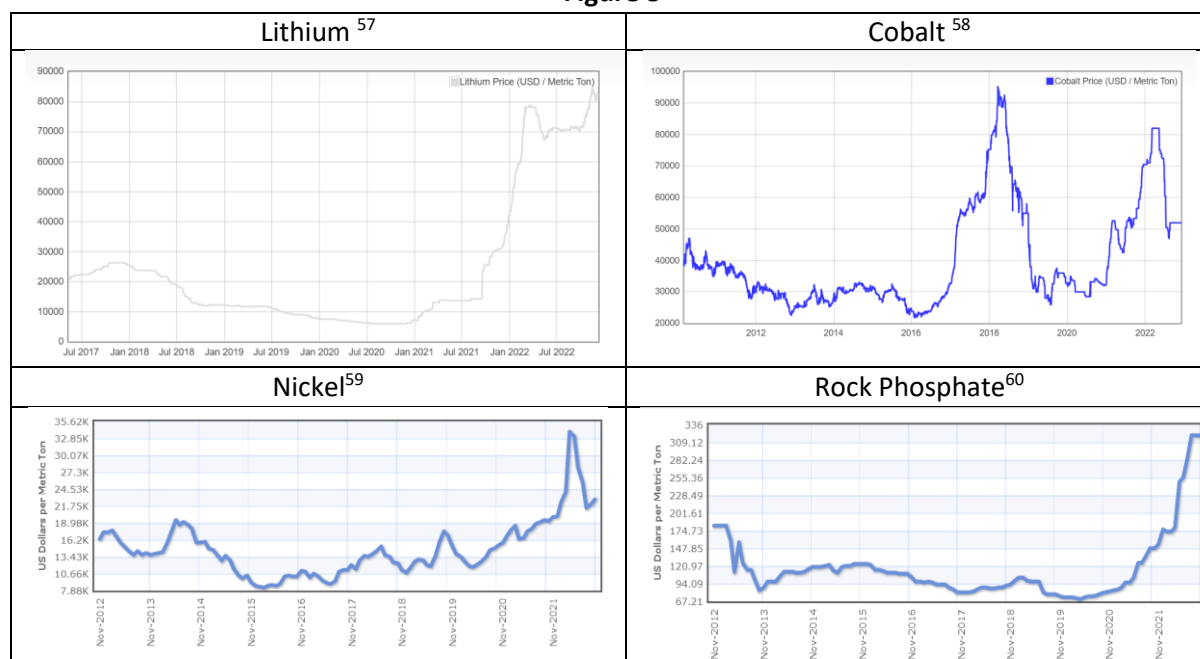 Lithium 57
Cobalt 58
Lithium Price (USD / Metric Ton)
90000
80000
70000
60000
50000
40000
30000
20000
10000
0
Jul 2017 Jan 2018 Jul 2018 Jan 2019 Jul 2019 Jan 2020 Jul 2020 Jan 2021 Jul 2021 Jan 2022 Jul 2022
Cobalt Price (USD / Metric Ton)
100000
90000
80000
70000
60000
50000
40000
30000
20000
2012 2014 2016 2018 2020 2022
Nickel59
Rock Phosphate60
US Dollars per Metric Ton
35.62K
32.85K
30.07K
27.3K
24.53K
21.75K
18.98K
16.2K
13.43K
10.66K
7.88K
Nov-2012
Nov-2013
Nov-2014
Nov-2015
Nov-2016
Nov-2017
Nov-2018
Nov-2019
Nov-2020
Nov-2021
US Dollars per Metric Ton
336
309.12
282.24
255.36
228.49
201.61
174.73
147.85
120.97
94.09
67.21
Nov-2012
Nov-2013
Nov-2014
Nov-2015
Nov-2016
Nov-2017
Nov-2018
Nov-2019
Nov-2020
Nov-2021